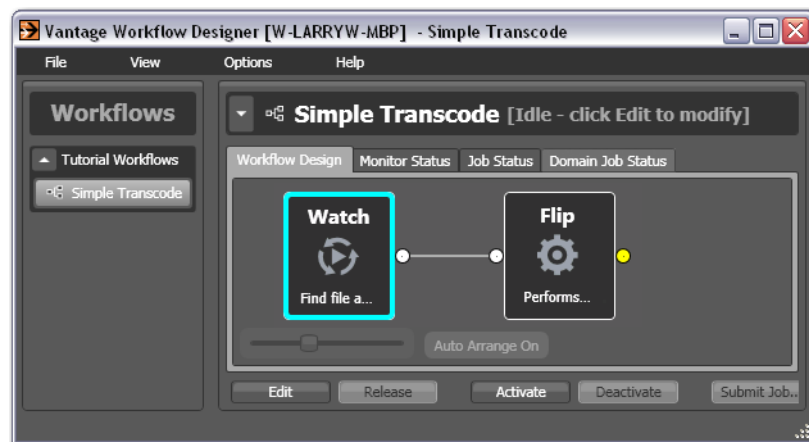 Vantage Workflow Designer [W-LARRYW-MBP] - Simple Transcode
File View Options Help
Workflows
Tutorial Workflows
Simple Transcode
Simple Transcode [Idle - click Edit to modify]
Workflow Design Monitor Status Job Status Domain Job Status
Watch
Find file a...
Flip
Performs...
Auto Arrange On
Edit Release Activate Deactivate Submit Job..